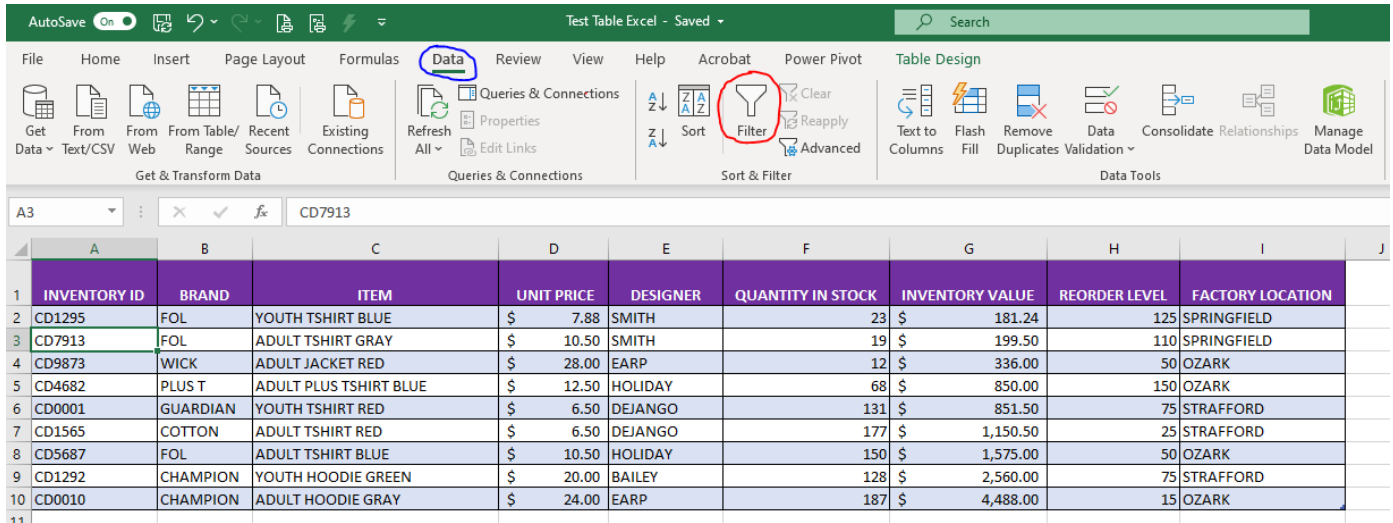 AutoSave On Test Table Excel - Saved Search
File Home Insert Page Layout Formulas Data Review View Help Acrobat Power Pivot Table Design
Get Data
From Text/CSV
From Web
From Table/ Range
Recent Sources
Existing Connections
Get & Transform Data
Refresh All
Queries & Connections
Properties
Edit Links
Queries & Connections
Sort
Filter
Clear
Reapply
Advanced
Sort & Filter
Text to Columns
Flash Fill
Remove Duplicates
Data Validation
Consolidate
Relationships
Manage Data Model
Data Tools
A3 fx CD7913
A B C D E F G H I J
1 INVENTORY ID BRAND ITEM UNIT PRICE DESIGNER QUANTITY IN STOCK INVENTORY VALUE REORDER LEVEL FACTORY LOCATION
2 CD1295 FOL YOUTH TSHIRT BLUE $ 7.88 SMITH 23 $ 181.24 125 SPRINGFIELD
3 CD7913 FOL ADULT TSHIRT GRAY $ 10.50 SMITH 19 $ 199.50 110 SPRINGFIELD
4 CD9873 WICK ADULT JACKET RED $ 28.00 EARP 12 $ 336.00 50 OZARK
5 CD4682 PLUS T ADULT PLUS TSHIRT BLUE $ 12.50 HOLIDAY 68 $ 850.00 150 OZARK
6 CD0001 GUARDIAN YOUTH TSHIRT RED $ 6.50 DEJANGO 131 $ 851.50 75 STRAFFORD
7 CD1565 COTTON ADULT TSHIRT RED $ 6.50 DEJANGO 177 $ 1,150.50 25 STRAFFORD
8 CD5687 FOL ADULT TSHIRT BLUE $ 10.50 HOLIDAY 150 $ 1,575.00 50 OZARK
9 CD1292 CHAMPION YOUTH HOODIE GREEN $ 20.00 BAILEY 128 $ 2,560.00 75 STRAFFORD
10 CD0010 CHAMPION ADULT HOODIE GRAY $ 24.00 EARP 187 $ 4,488.00 15 OZARK
11